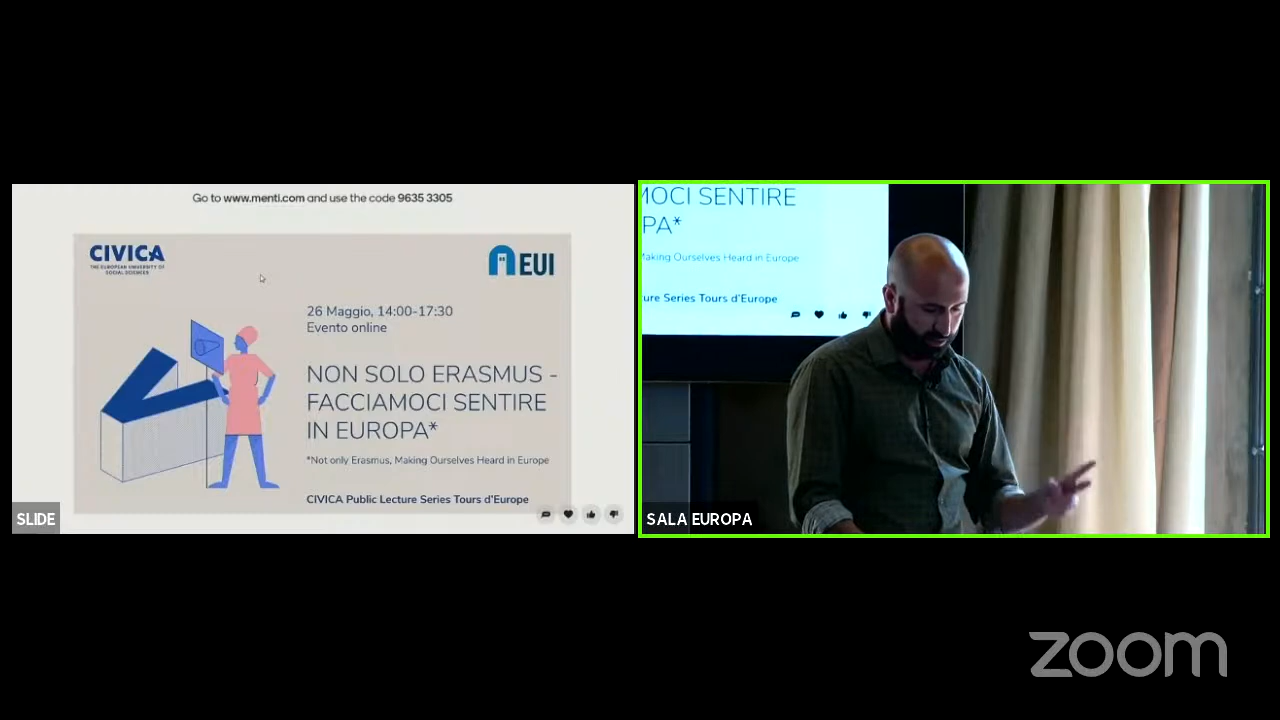 Go to www.menti.com and use the code 9635 3305
CIVICA
THE EUROPEAN UNIVERSITY OF
SOCIAL SCIENCES
EUI
26 Maggio, 14:00-17:30
Evento online
NON SOLO ERASMUS -
FACCIAMOCI SENTIRE
IN EUROPA*
*Not only Erasmus, Making Ourselves Heard in Europe
CIVICA Public Lecture Series Tours d'Europe
SLIDE
MOCI SENTIRE
PA*
Making Ourselves Heard in Europe
ure Series Tours d'Europe
SALA EUROPA
zoom